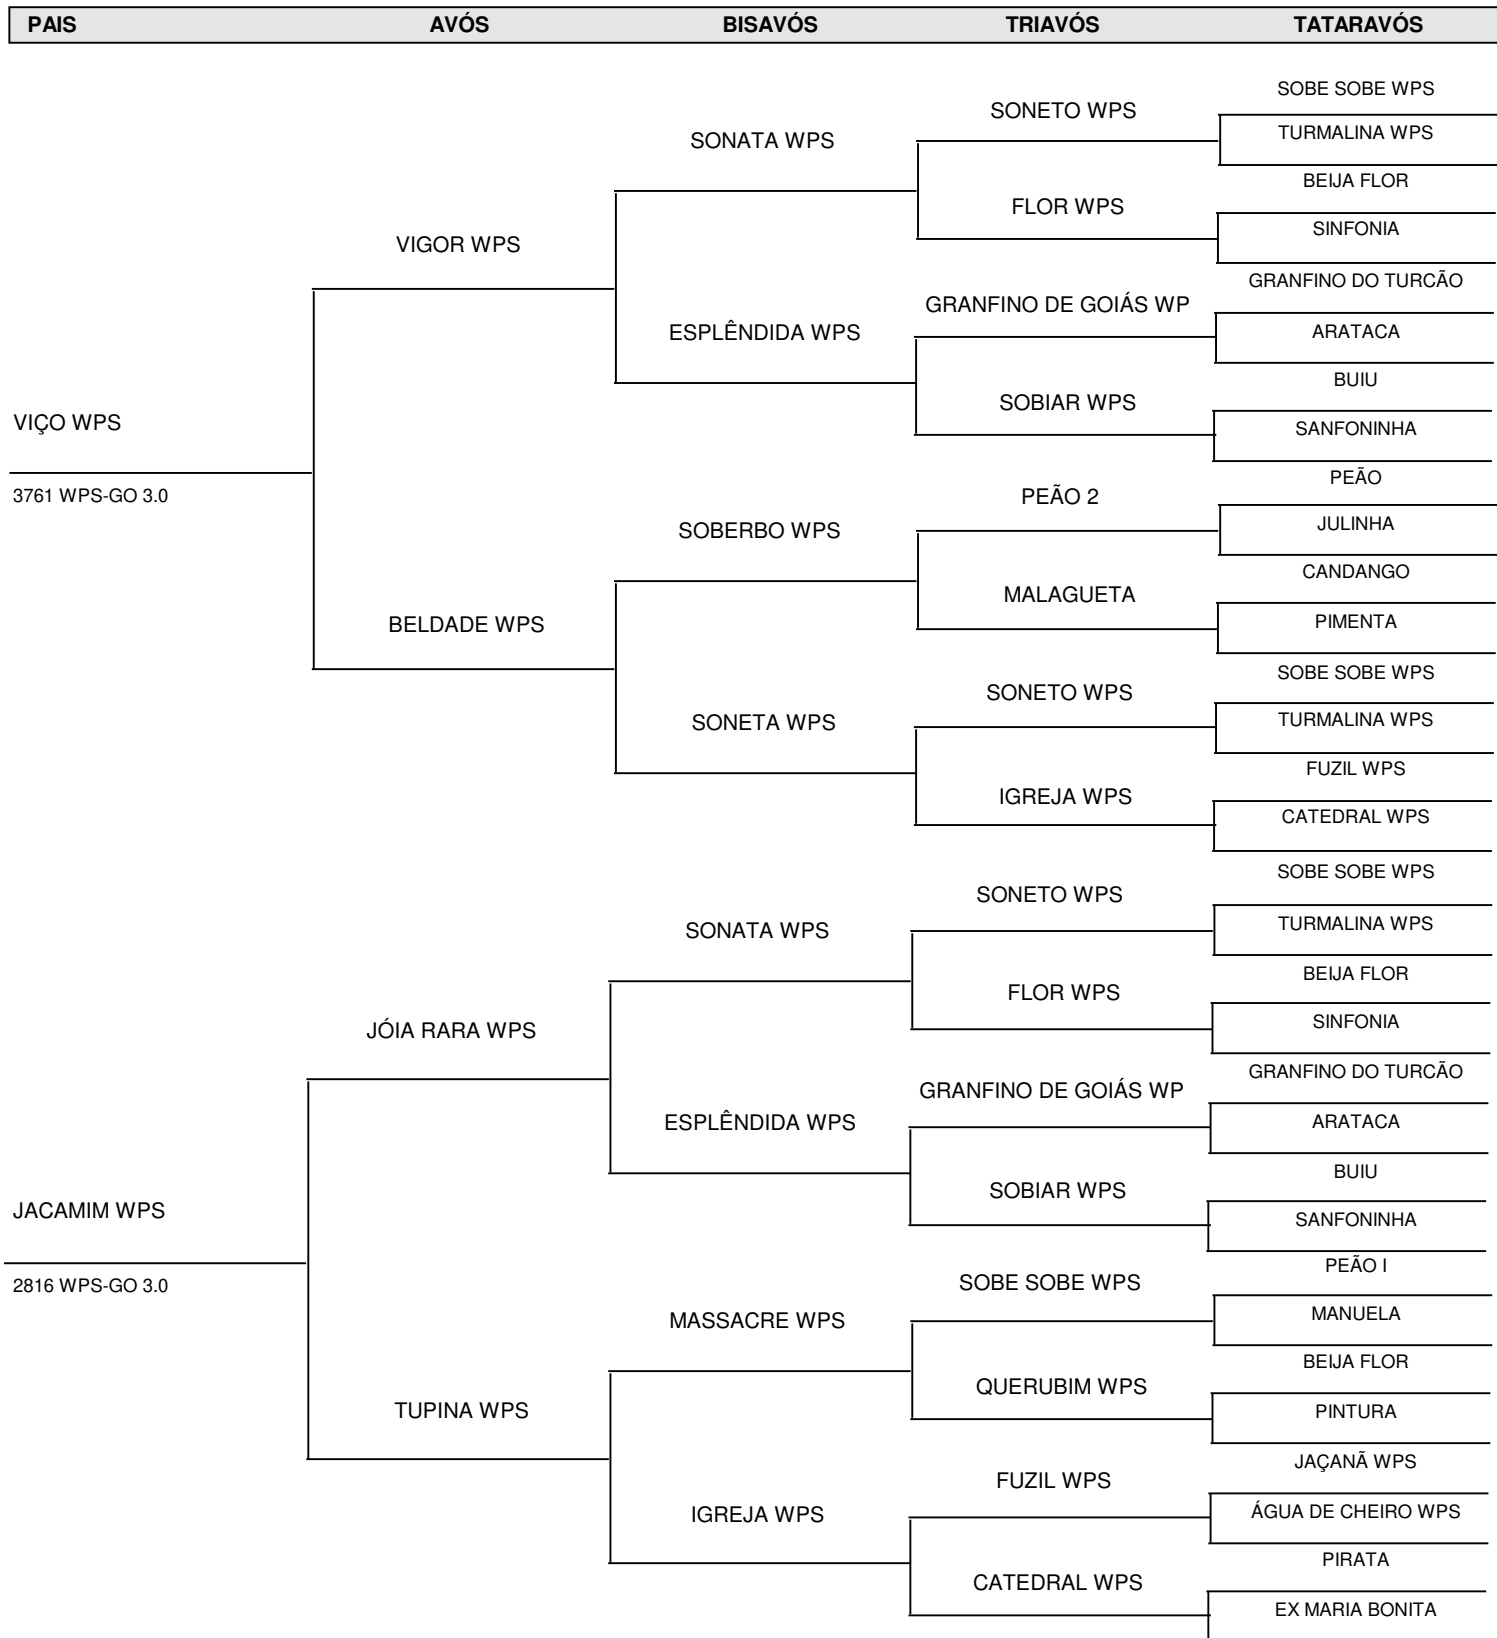 PAIS AVÓS BISAVÓS TRIAVÓS TATARAVÓS
SOBE SOBE WPS
SONETO WPS
TURMALINA WPS
SONATA WPS
BEIJA FLOR
FLOR WPS
SINFONIA
VIGOR WPS
GRANFINO DO TURCÃO
GRANFINO DE GOIÁS WP
ARATACA
ESPLÊNDIDA WPS
BUIU
SOBIAR WPS
SANFONINHA
VIÇO WPS
3761 WPS-GO 3.0
PEÃO
PEÃO 2
JULINHA
SOBERBO WPS
CANDANGO
MALAGUETA
PIMENTA
BELDADE WPS
SOBE SOBE WPS
SONETO WPS
TURMALINA WPS
SONETA WPS
FUZIL WPS
IGREJA WPS
CATEDRAL WPS
SOBE SOBE WPS
SONETO WPS
TURMALINA WPS
SONATA WPS
BEIJA FLOR
FLOR WPS
SINFONIA
JÓIA RARA WPS
GRANFINO DO TURCÃO
GRANFINO DE GOIÁS WP
ARATACA
ESPLÊNDIDA WPS
BUIU
SOBIAR WPS
SANFONINHA
JACAMIM WPS
2816 WPS-GO 3.0
PEÃO I
SOBE SOBE WPS
MANUELA
MASSACRE WPS
BEIJA FLOR
QUERUBIM WPS
PINTURA
TUPINA WPS
JAÇANÃ WPS
FUZIL WPS
ÁGUA DE CHEIRO WPS
IGREJA WPS
PIRATA
CATEDRAL WPS
EX MARIA BONITA